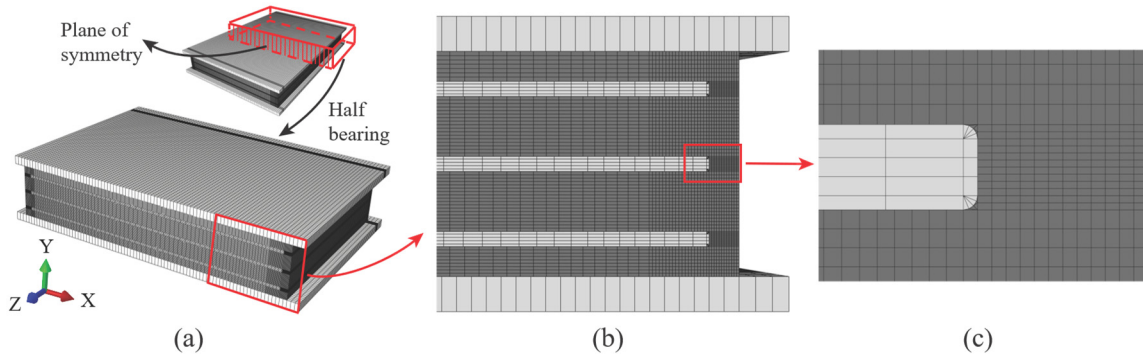 Plane of
symmetry
Half
bearing
Y
Z
X
(a)
(b)
(c)